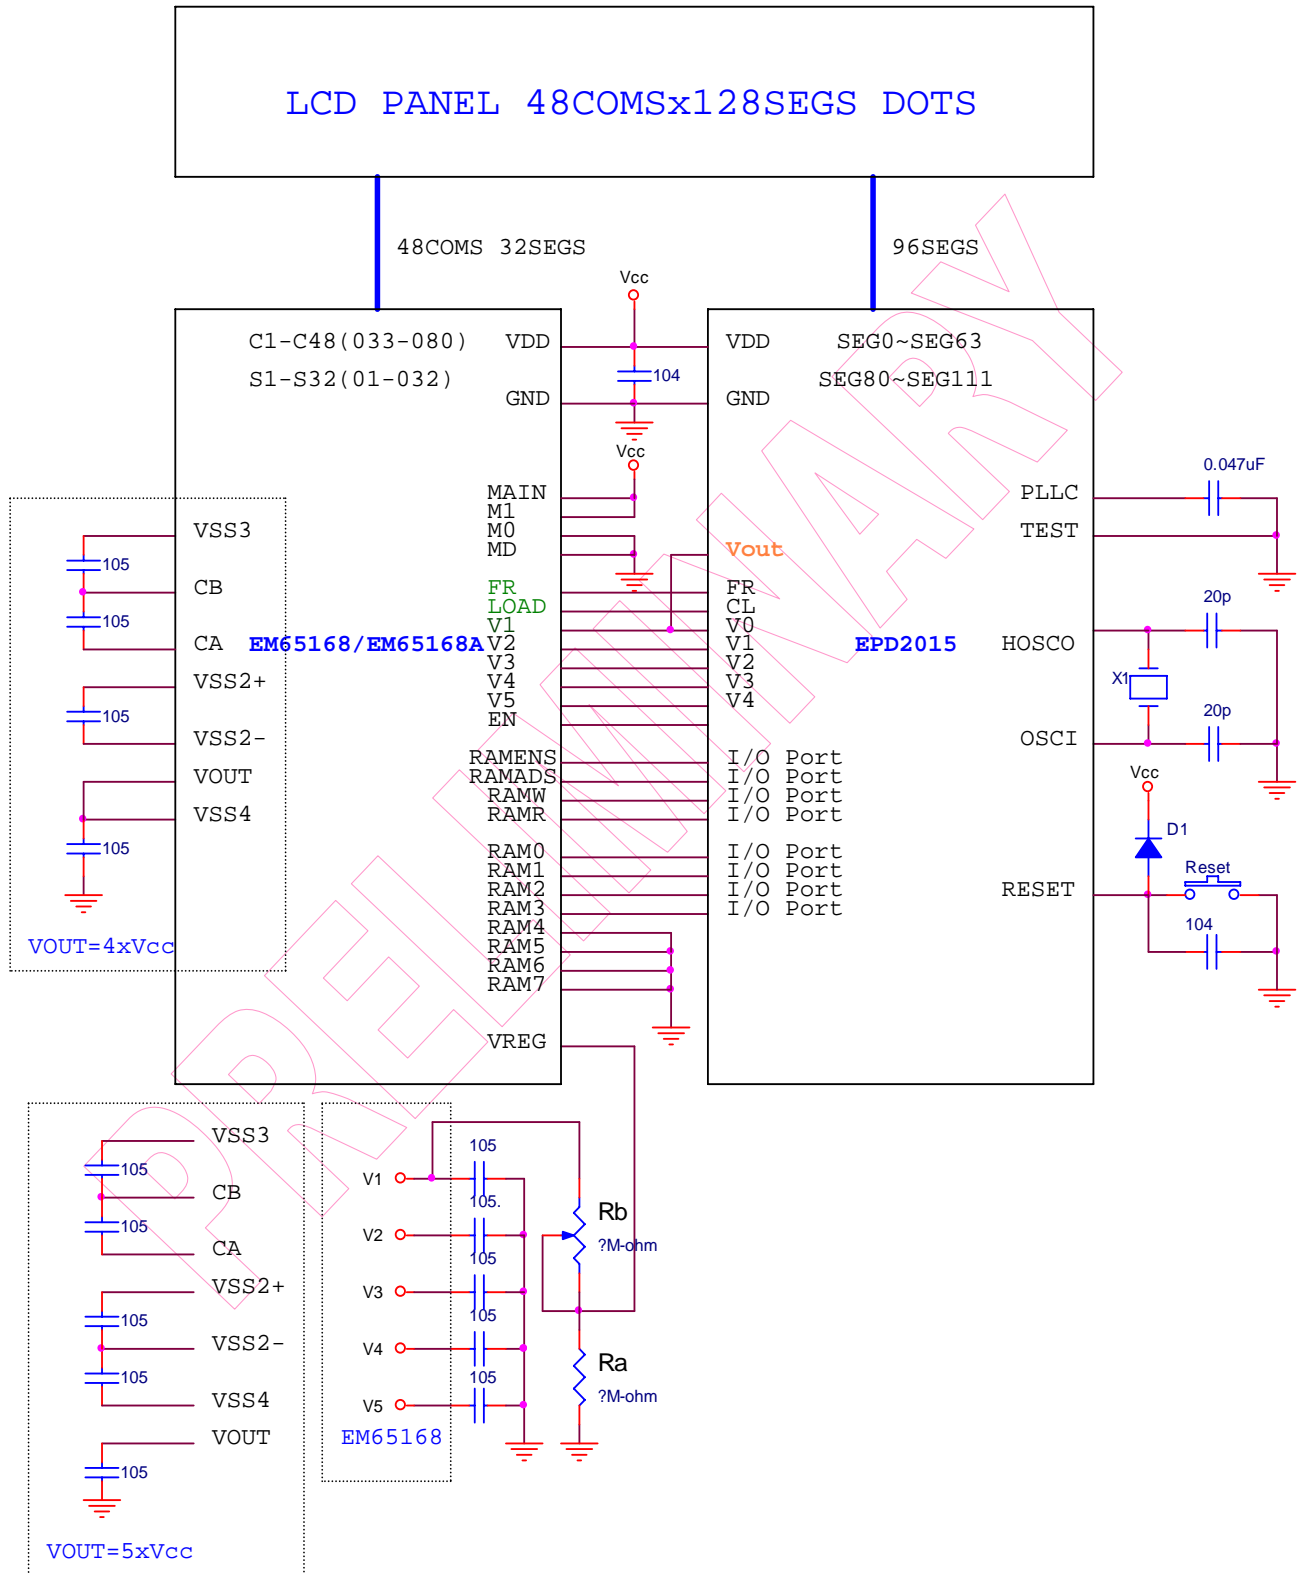 LCD PANEL 48COMSx128SEGS DOTS
48COMS 32SEGS
96SEGS
Vcc
C1-C48(033-080)
S1-S32(01-032)
VDD
GND
104
VDD
GND
SEG0~SEG63
SEG80~SEG111
Vcc
MAIN
M1
M0
MD
FR
LOAD
V1
V2
V3
V4
V5
EN
RAMENS
RAMADS
RAMW
RAMR
RAM0
RAM1
RAM2
RAM3
RAM4
RAM5
RAM6
RAM7
VREG
EM65168/EM65168A
VSS3
105
CB
105
CA
VSS2+
105
VSS2-
VOUT
VSS4
105
VOUT=4xVcc
Vout
FR
CL
V0
V1
V2
V3
V4
I/O Port
I/O Port
I/O Port
I/O Port
I/O Port
I/O Port
I/O Port
I/O Port
EPD2015
PLLC
TEST
HOSCO
OSCI
RESET
0.047uF
20p
X1
20p
Vcc
D1
Reset
104
VSS3
105
CB
105
CA
VSS2+
105
VSS2-
105
VSS4
VOUT
105
VOUT=5xVcc
V1
105
V2
105.
V3
105
V4
105
V5
105
EM65168
Rb
?M-ohm
Ra
?M-ohm
PRELIMINARY